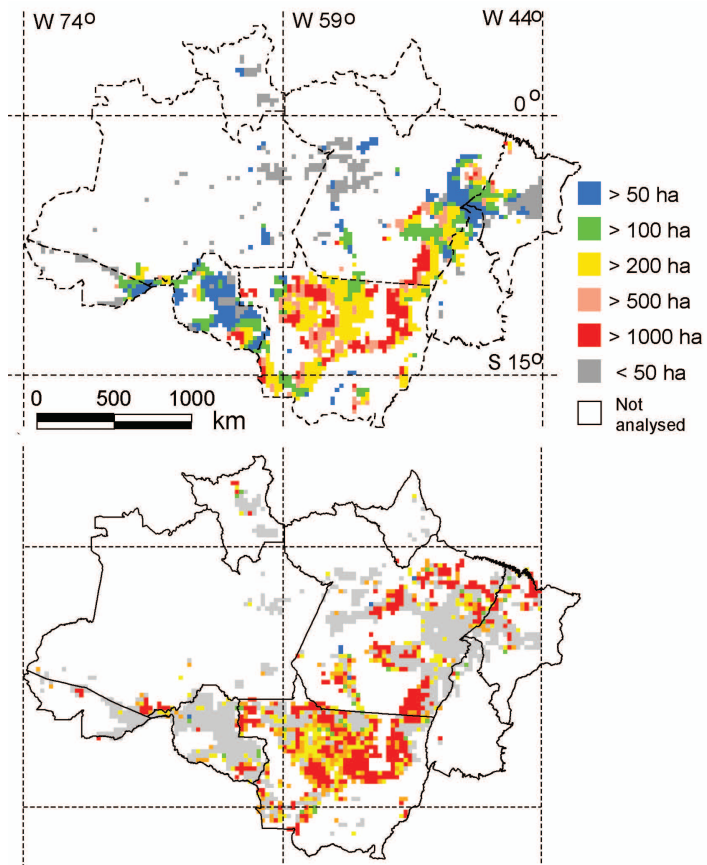 W 74o
W 59o
W 44o
0o
> 50 ha
> 100 ha
> 200 ha
> 500 ha
> 1000 ha
< 50 ha
Not
analysed
S 15o
0 500 1000
km